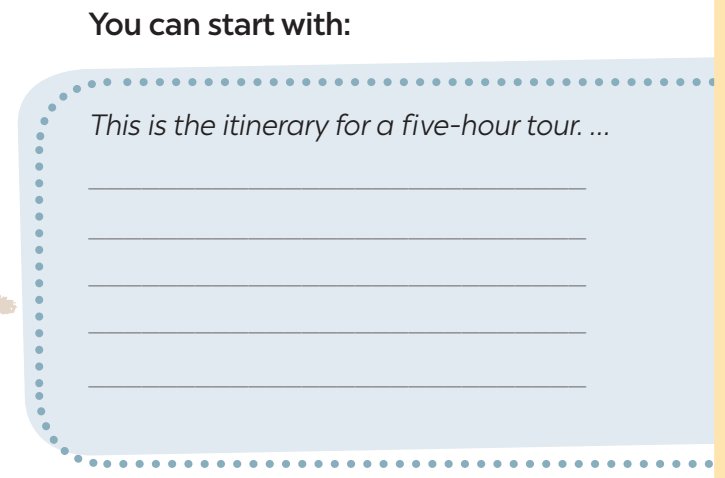 You can start with:
This is the itinerary for a five-hour tour. ...